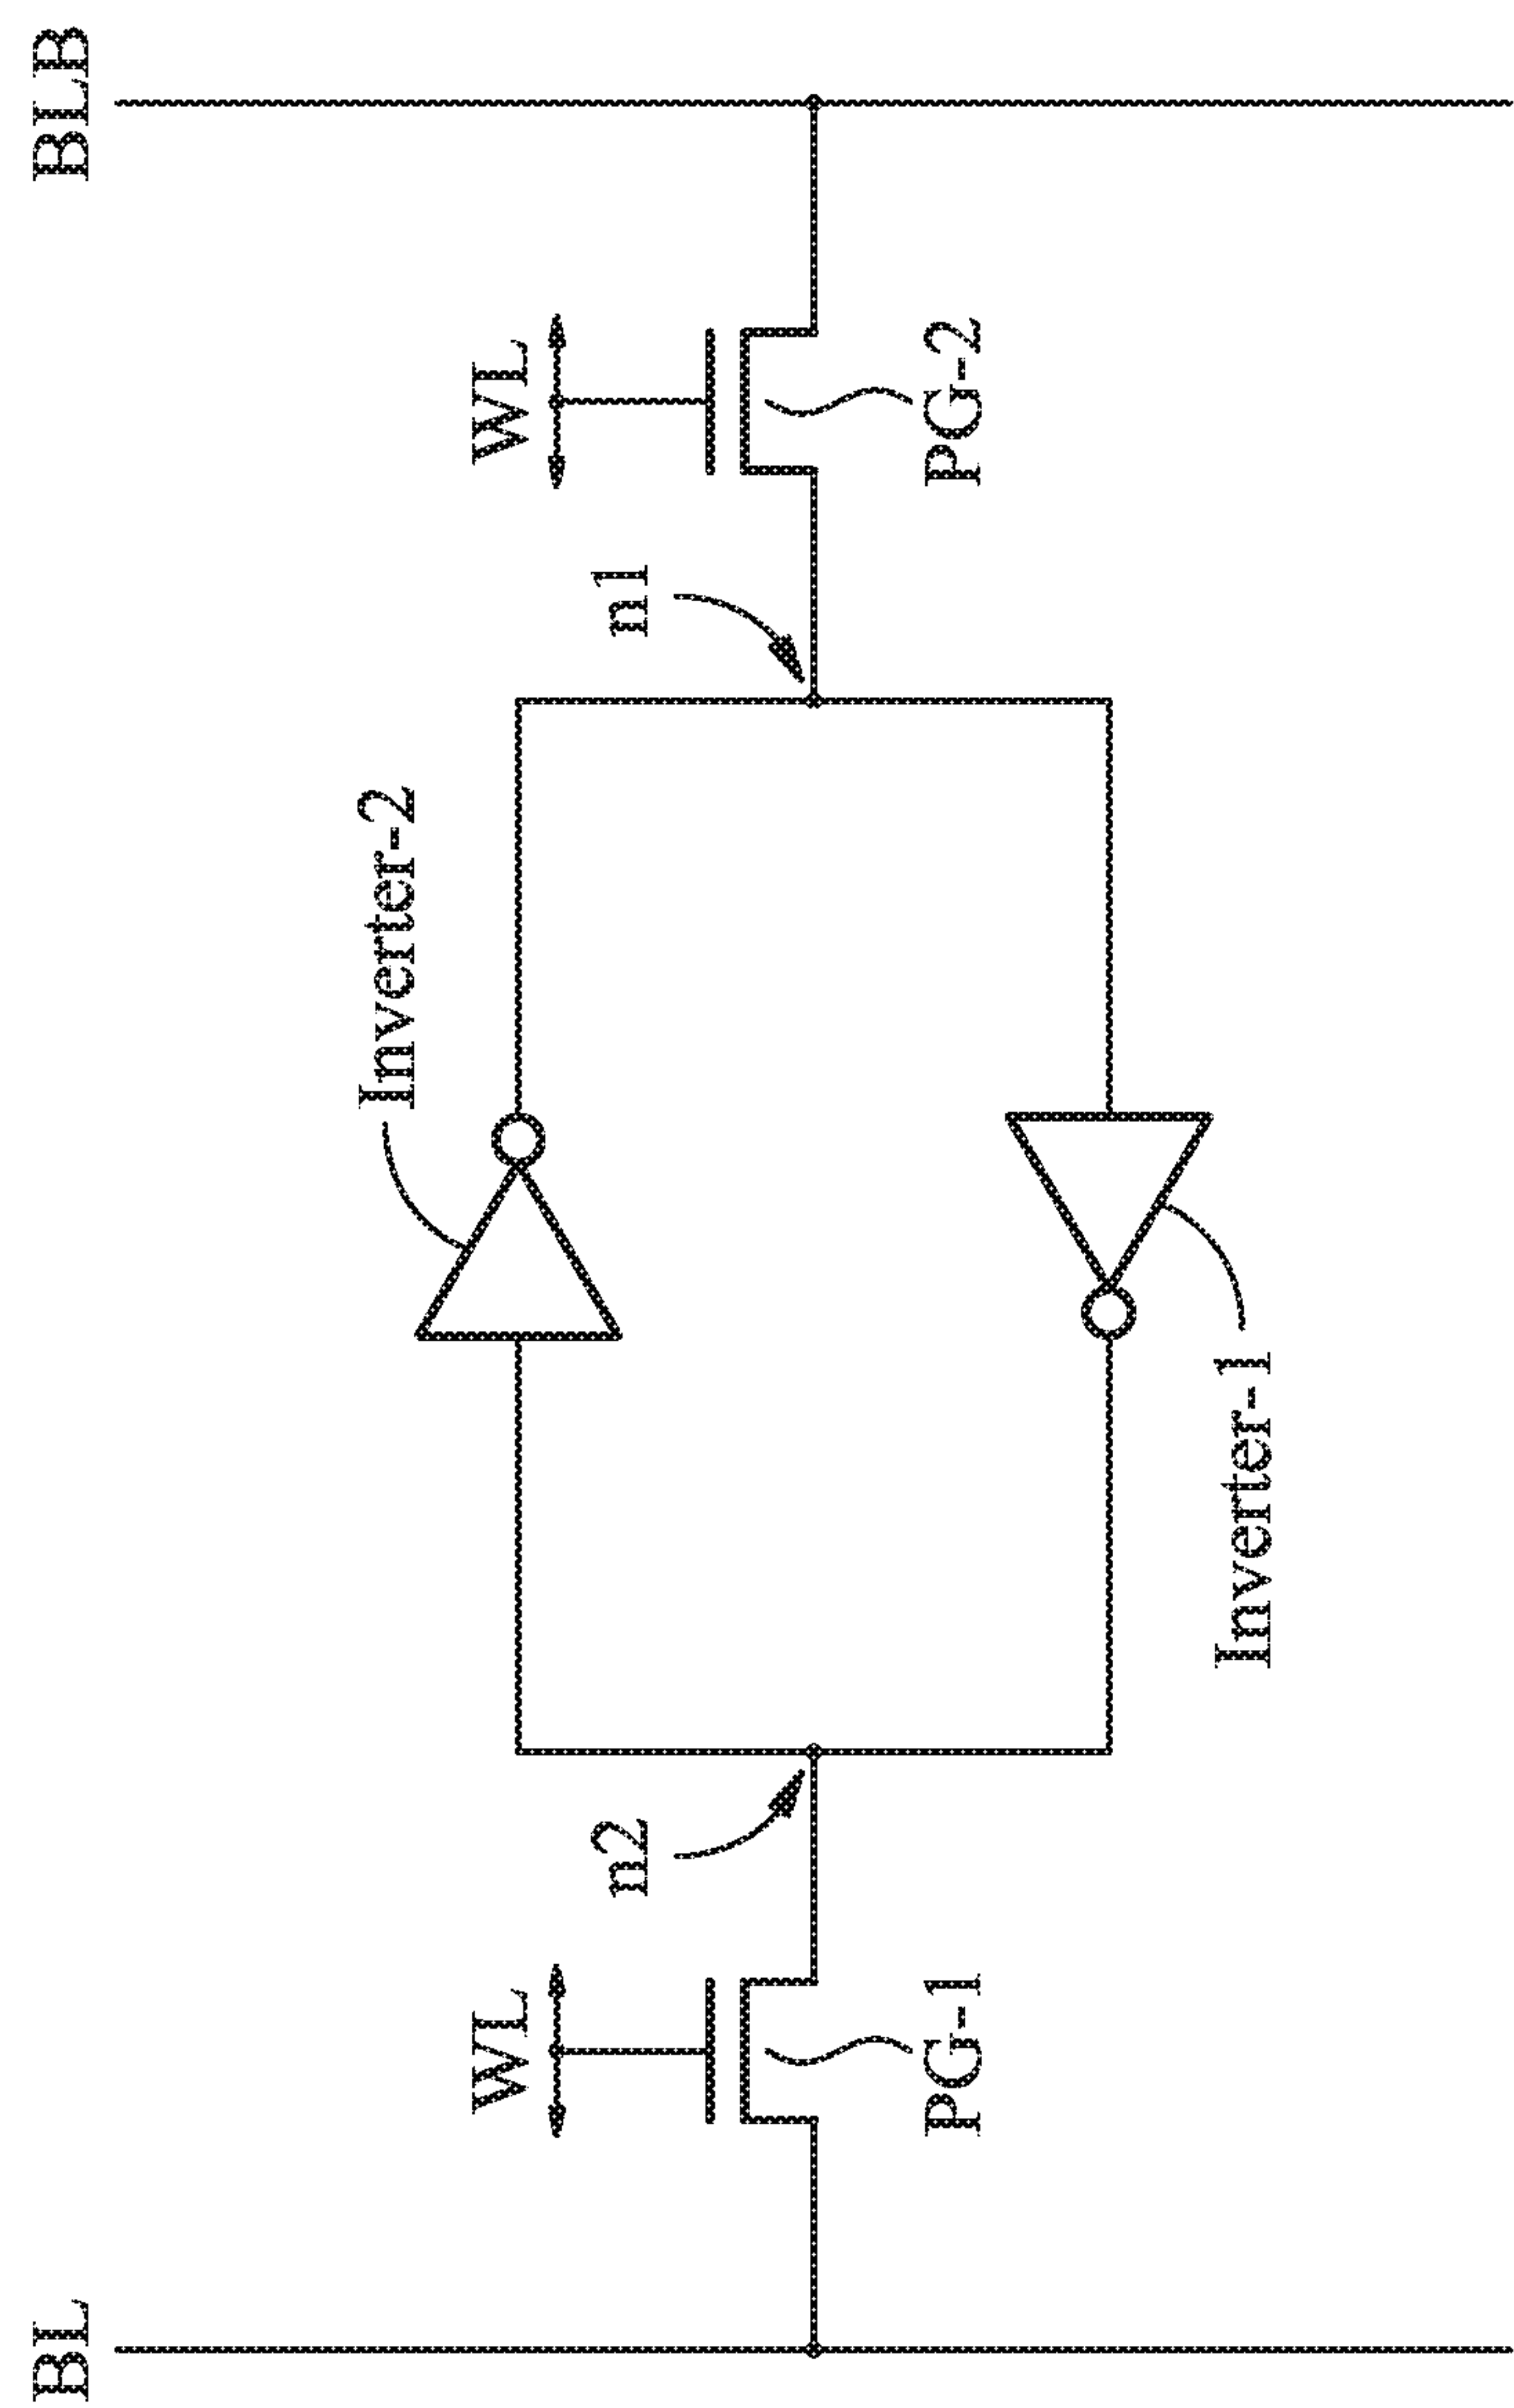 BL
BLB
WL
WL
Inverter-2
n2
n1
PG-1
PG-2
Inverter-1